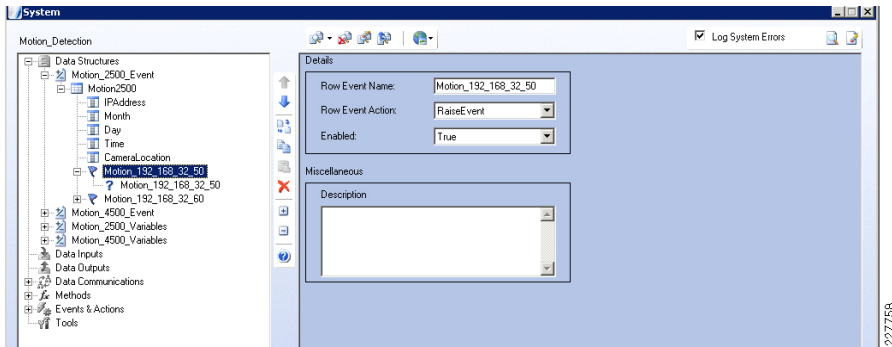 System
Motion_Detection
Log System Errors
Data Structures
Motion_2500_Event
Motion2500
IPAddress
Month
Day
Time
CameraLocation
Motion_192_168_32_50
Motion_192_168_32_50
Motion_192_168_32_60
Motion_4500_Event
Motion_2500_Variables
Motion_4500_Variables
Data Inputs
Data Outputs
Data Communications
Methods
Events & Actions
Tools
Details
Row Event Name: Motion_192_168_32_50
Row Event Action: RaiseEvent
Enabled: True
Miscellaneous
Description
227759